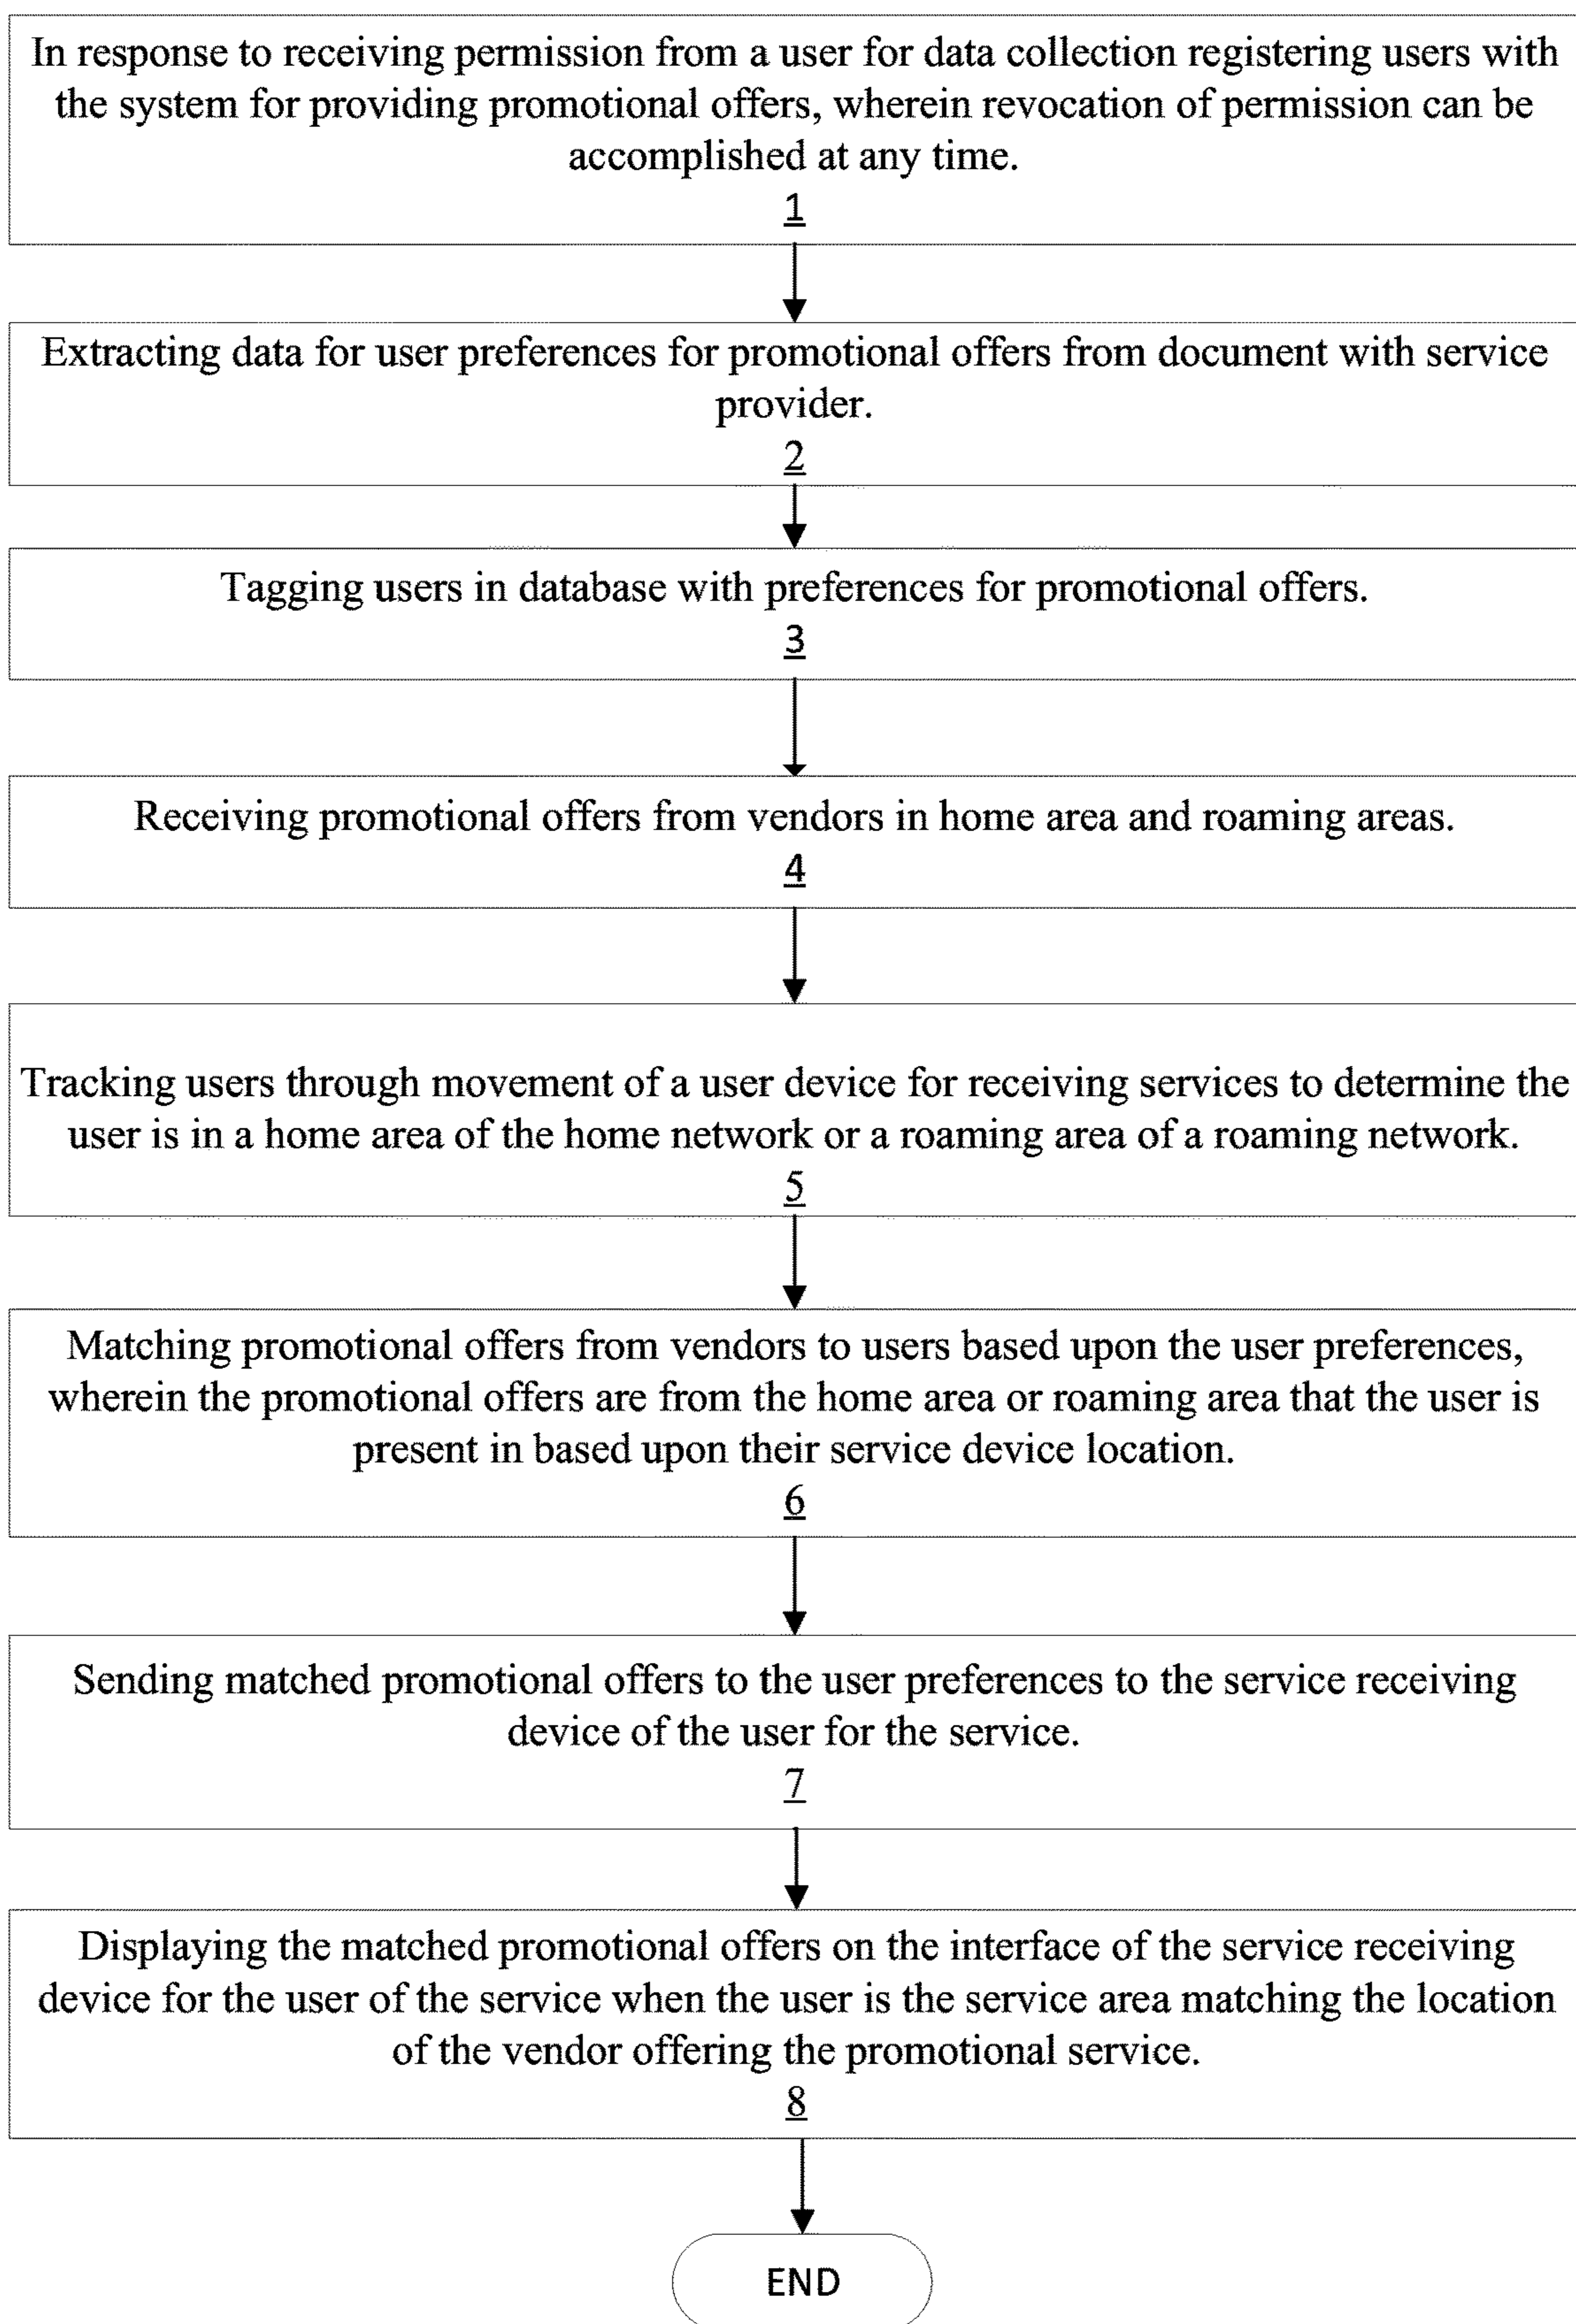 In response to receiving permission from a user for data collection registering users with
the system for providing promotional offers, wherein revocation of permission can be
accomplished at any time.
1
Extracting data for user preferences for promotional offers from document with service
provider.
2
Tagging users in database with preferences for promotional offers.
3
Receiving promotional offers from vendors in home area and roaming areas.
4
Tracking users through movement of a user device for receiving services to determine the
user is in a home area of the home network or a roaming area of a roaming network.
5
Matching promotional offers from vendors to users based upon the user preferences,
wherein the promotional offers are from the home area or roaming area that the user is
present in based upon their service device location.
6
Sending matched promotional offers to the user preferences to the service receiving
device of the user for the service.
7
Displaying the matched promotional offers on the interface of the service receiving
device for the user of the service when the user is the service area matching the location
of the vendor offering the promotional service.
8
END